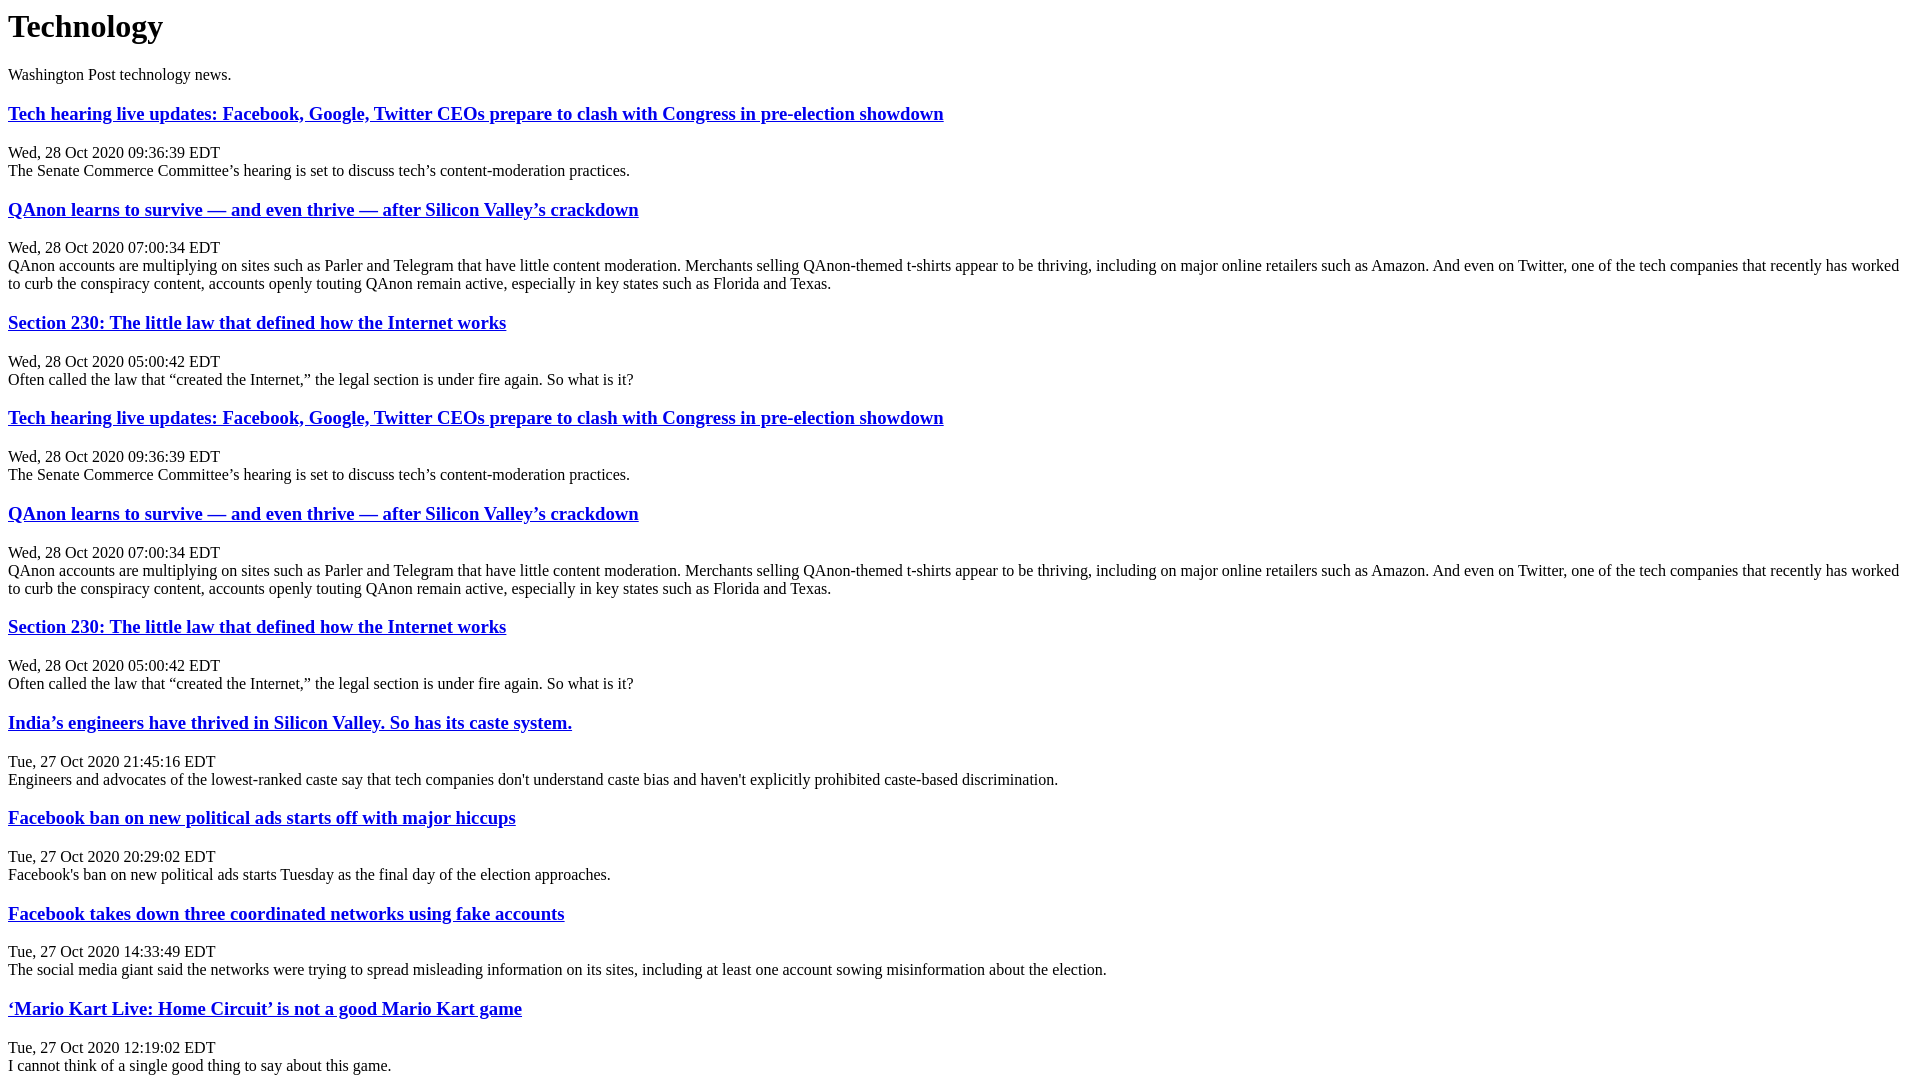 Technology
Washington Post technology news.
Tech hearing live updates: Facebook, Google, Twitter CEOs prepare to clash with Congress in pre-election showdown
Wed, 28 Oct 2020 09:36:39 EDT
The Senate Commerce Committee’s hearing is set to discuss tech’s content-moderation practices.
QAnon learns to survive — and even thrive — after Silicon Valley’s crackdown
Wed, 28 Oct 2020 07:00:34 EDT
QAnon accounts are multiplying on sites such as Parler and Telegram that have little content moderation. Merchants selling QAnon-themed t-shirts appear to be thriving, including on major online retailers such as Amazon. And even on Twitter, one of the tech companies that recently has worked
to curb the conspiracy content, accounts openly touting QAnon remain active, especially in key states such as Florida and Texas.
Section 230: The little law that defined how the Internet works
Wed, 28 Oct 2020 05:00:42 EDT
Often called the law that “created the Internet,” the legal section is under fire again. So what is it?
Tech hearing live updates: Facebook, Google, Twitter CEOs prepare to clash with Congress in pre-election showdown
Wed, 28 Oct 2020 09:36:39 EDT
The Senate Commerce Committee’s hearing is set to discuss tech’s content-moderation practices.
QAnon learns to survive — and even thrive — after Silicon Valley’s crackdown
Wed, 28 Oct 2020 07:00:34 EDT
QAnon accounts are multiplying on sites such as Parler and Telegram that have little content moderation. Merchants selling QAnon-themed t-shirts appear to be thriving, including on major online retailers such as Amazon. And even on Twitter, one of the tech companies that recently has worked
to curb the conspiracy content, accounts openly touting QAnon remain active, especially in key states such as Florida and Texas.
Section 230: The little law that defined how the Internet works
Wed, 28 Oct 2020 05:00:42 EDT
Often called the law that “created the Internet,” the legal section is under fire again. So what is it?
India’s engineers have thrived in Silicon Valley. So has its caste system.
Tue, 27 Oct 2020 21:45:16 EDT
Engineers and advocates of the lowest-ranked caste say that tech companies don't understand caste bias and haven't explicitly prohibited caste-based discrimination.
Facebook ban on new political ads starts off with major hiccups
Tue, 27 Oct 2020 20:29:02 EDT
Facebook's ban on new political ads starts Tuesday as the final day of the election approaches.
Facebook takes down three coordinated networks using fake accounts
Tue, 27 Oct 2020 14:33:49 EDT
The social media giant said the networks were trying to spread misleading information on its sites, including at least one account sowing misinformation about the election.
‘Mario Kart Live: Home Circuit’ is not a good Mario Kart game
Tue, 27 Oct 2020 12:19:02 EDT
I cannot think of a single good thing to say about this game.